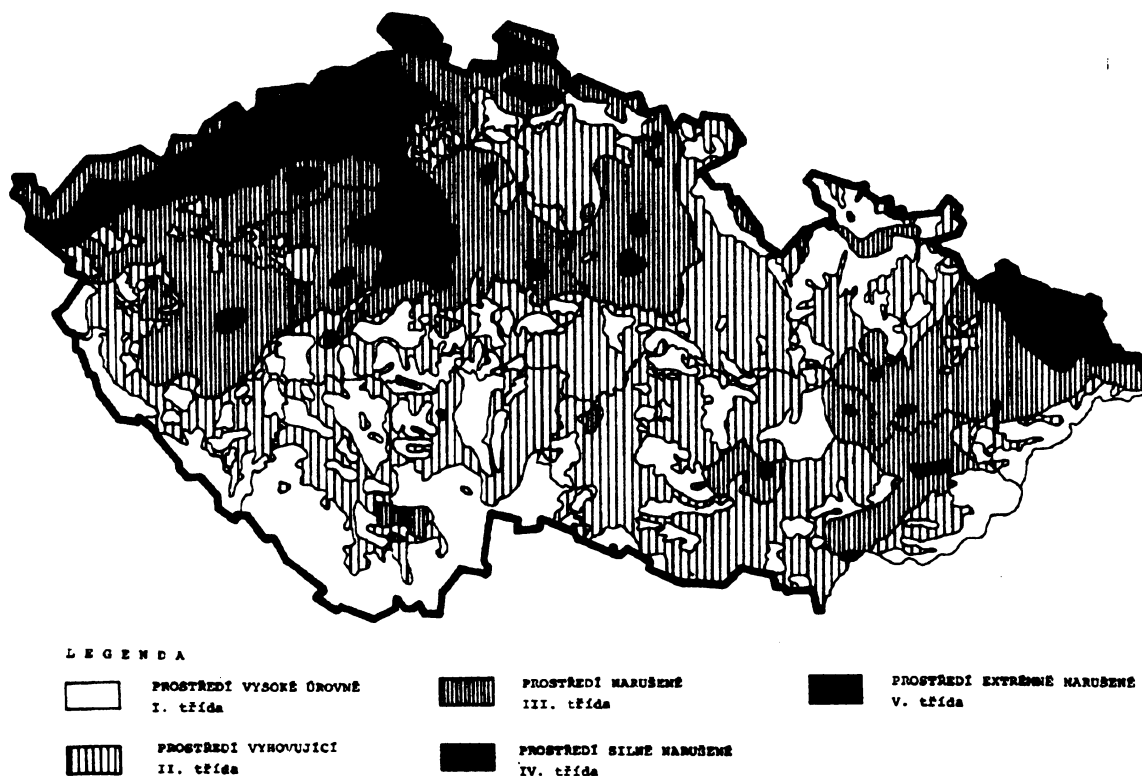 LEGENDA
PROSTŘEDÍ VYSOKÉ ÚROVNĚ
I. třída
PROSTŘEDÍ VYHOVUJÍCÍ
II. třída
PROSTŘEDÍ NARUŠENÉ
III. třída
PROSTŘEDÍ SILNĚ NARUŠENÉ
IV. třída
PROSTŘEDÍ EXTRÉMNĚ NARUŠENÉ
V. třída